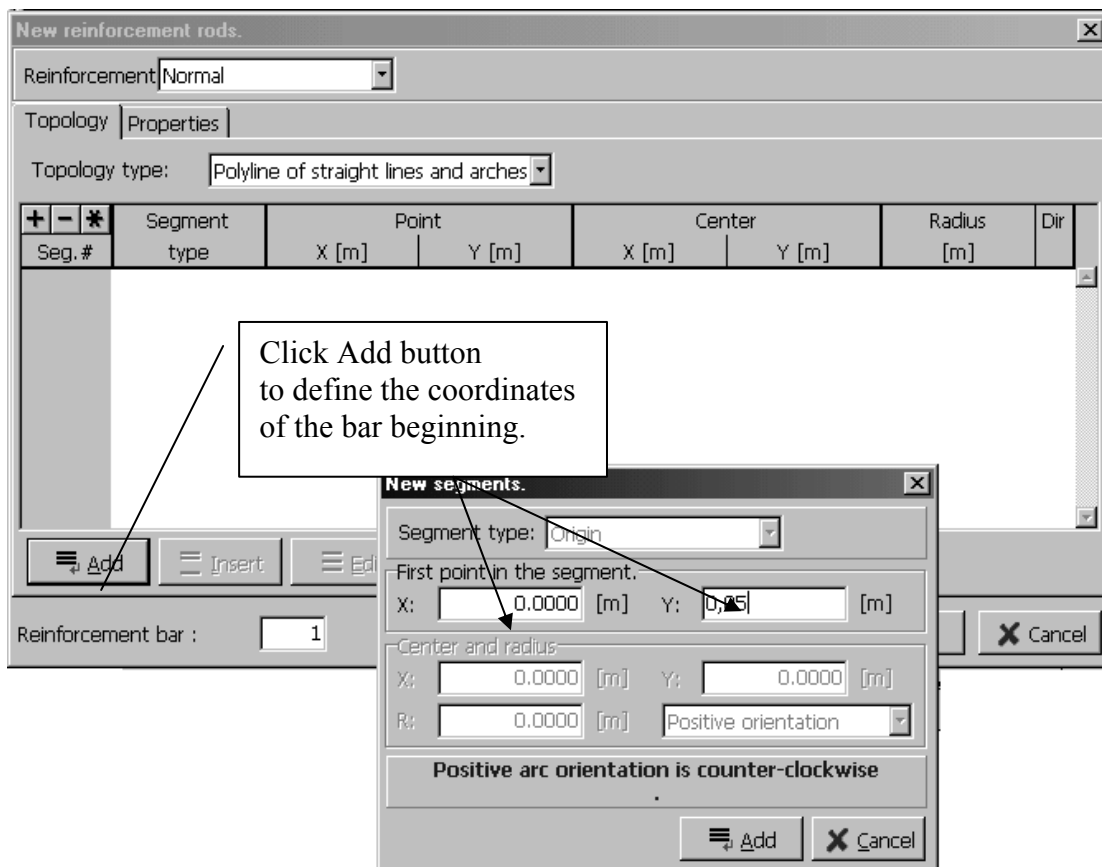 New reinforcement rods.
Reinforcement Normal
Topology Properties
Topology type: Polyline of straight lines and arches
Segment Point Center Radius Dir
Seg.# type X [m] Y [m] X [m] Y [m] [m]
Click Add button
to define the coordinates
of the bar beginning.
New segments.
Segment type: Origin
Add Insert Edi
First point in the segment.
X: 0.0000 [m] Y: 0,05 [m]
Reinforcement bar : 1 Cancel
Center and radius
X: 0.0000 [m] Y: 0.0000 [m]
R: 0.0000 [m] Positive orientation
Positive arc orientation is counter-clockwise
.
Add Cancel